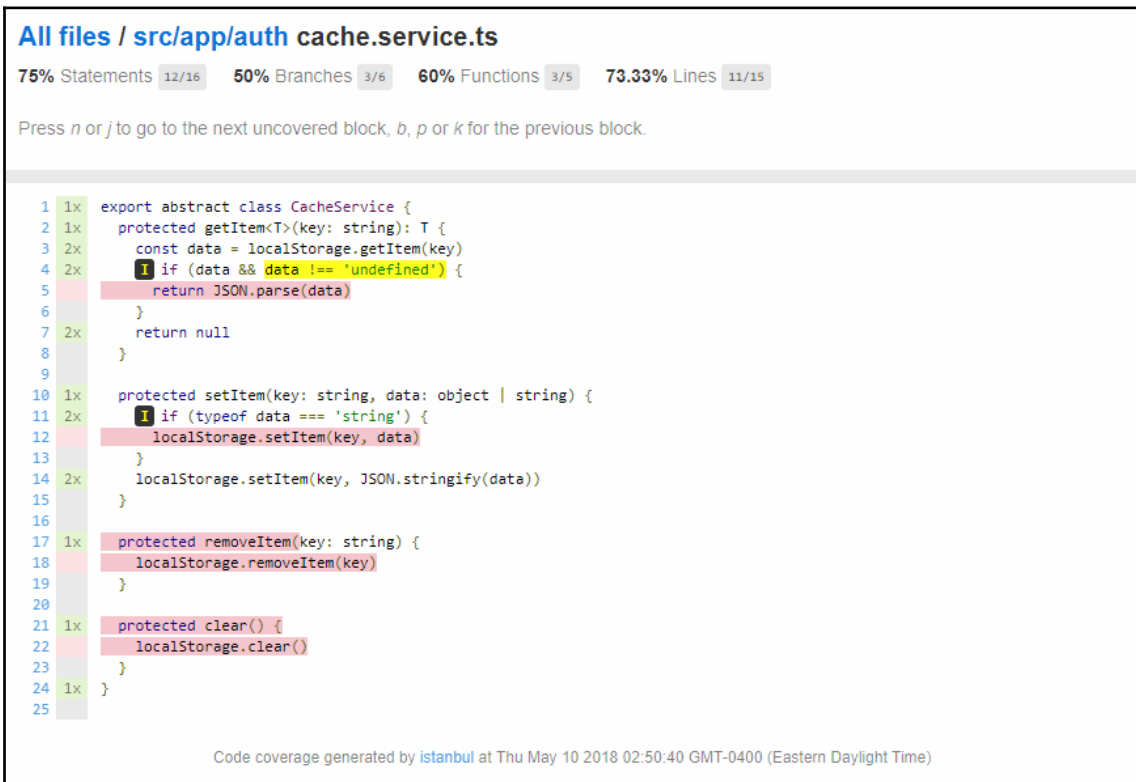 All files / src/app/auth cache.service.ts
75% Statements 12/16 50% Branches 3/6 60% Functions 3/5 73.33% Lines 11/15
Press n or j to go to the next uncovered block, b, p or k for the previous block.
1 1x export abstract class CacheService {
2 1x protected getItem<T>(key: string): T {
3 2x const data = localStorage.getItem(key)
4 2x I if (data && data !== 'undefined') {
5 return JSON.parse(data)
6 }
7 2x return null
8 }
9
10 1x protected setItem(key: string, data: object | string) {
11 2x I if (typeof data === 'string') {
12 localStorage.setItem(key, data)
13 }
14 2x localStorage.setItem(key, JSON.stringify(data))
15 }
16
17 1x protected removeItem(key: string) {
18 localStorage.removeItem(key)
19 }
20
21 1x protected clear() {
22 localStorage.clear()
23 }
24 1x }
25
Code coverage generated by istanbul at Thu May 10 2018 02:50:40 GMT-0400 (Eastern Daylight Time)